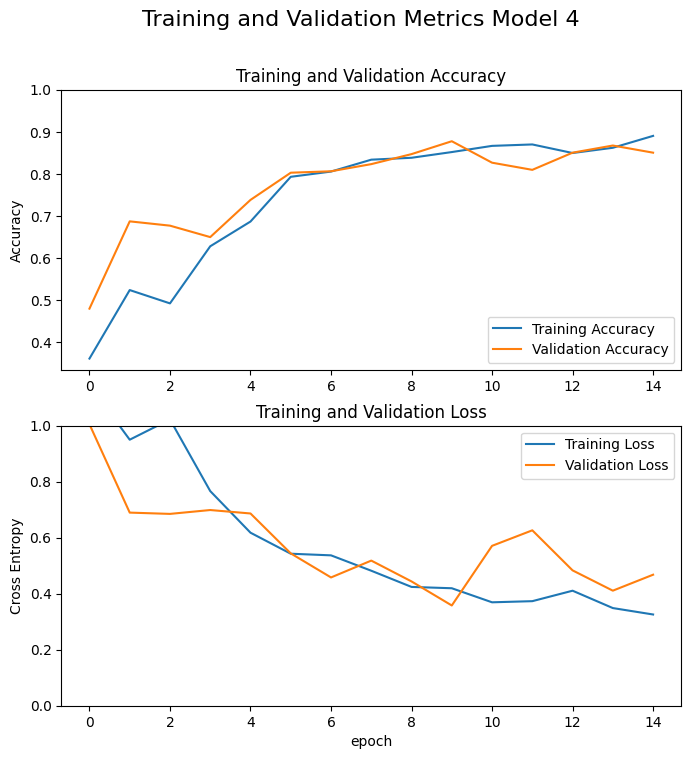 Training and Validation Metrics Model 4
Training and Validation Accuracy
1.0
0.9
0.8
0.7
0.6
0.5
0.4
Accuracy
Training Accuracy
Validation Accuracy
0 2 4 6 8 10 12 14
Training and Validation Loss
1.0
0.8
0.6
0.4
0.2
0.0
Cross Entropy
Training Loss
Validation Loss
0 2 4 6 8 10 12 14
epoch